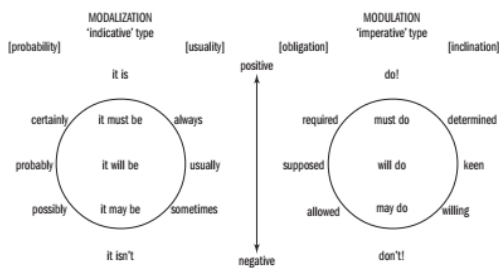 MODALIZATION
'indicative' type
[probability] [usuality]
it is
certainly it must be always
probably it will be usually
possibly it may be sometimes
it isn't
positive
negative
MODULATION
'imperative' type
[obligation] [inclination]
do!
required must do determined
supposed will do keen
allowed may do willing
don't!